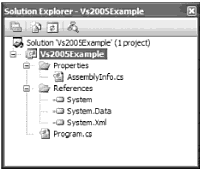 Solution Explorer - Vs2005Example
Solution 'Vs2005Example' (1 project)
Vs2005Example
Properties
AssemblyInfo.cs
References
System
System.Data
System.Xml
Program.cs